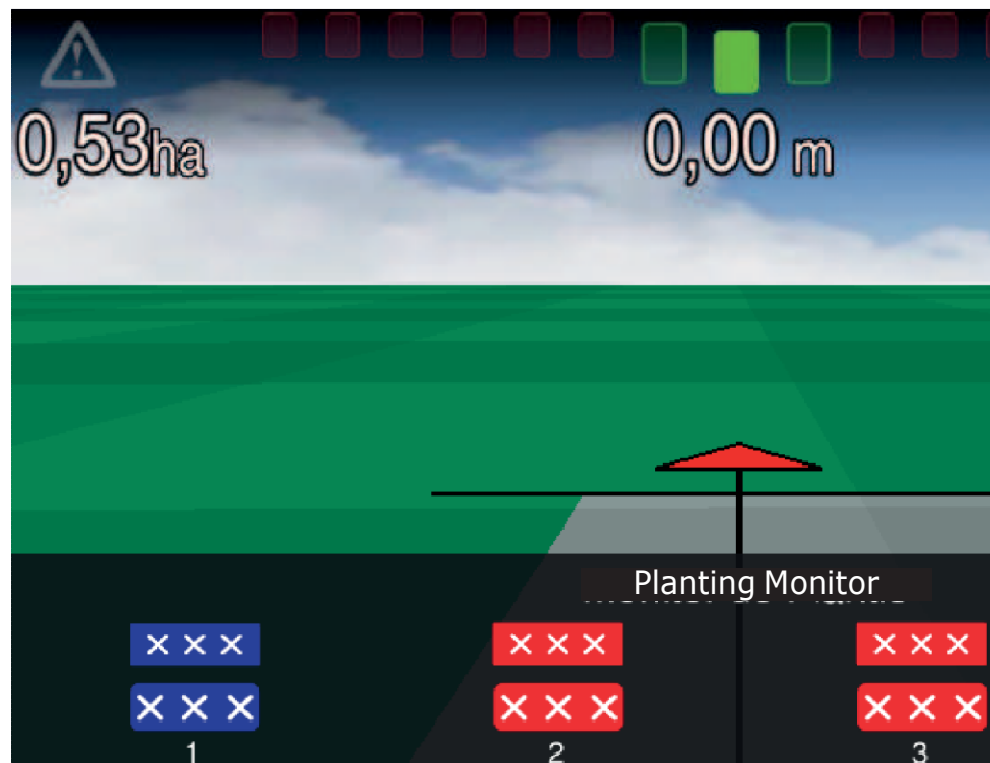 0,53ha
0,00 m
Planting Monitor
× × × × × × × × ×
× × × × × × × × ×
1 2 3